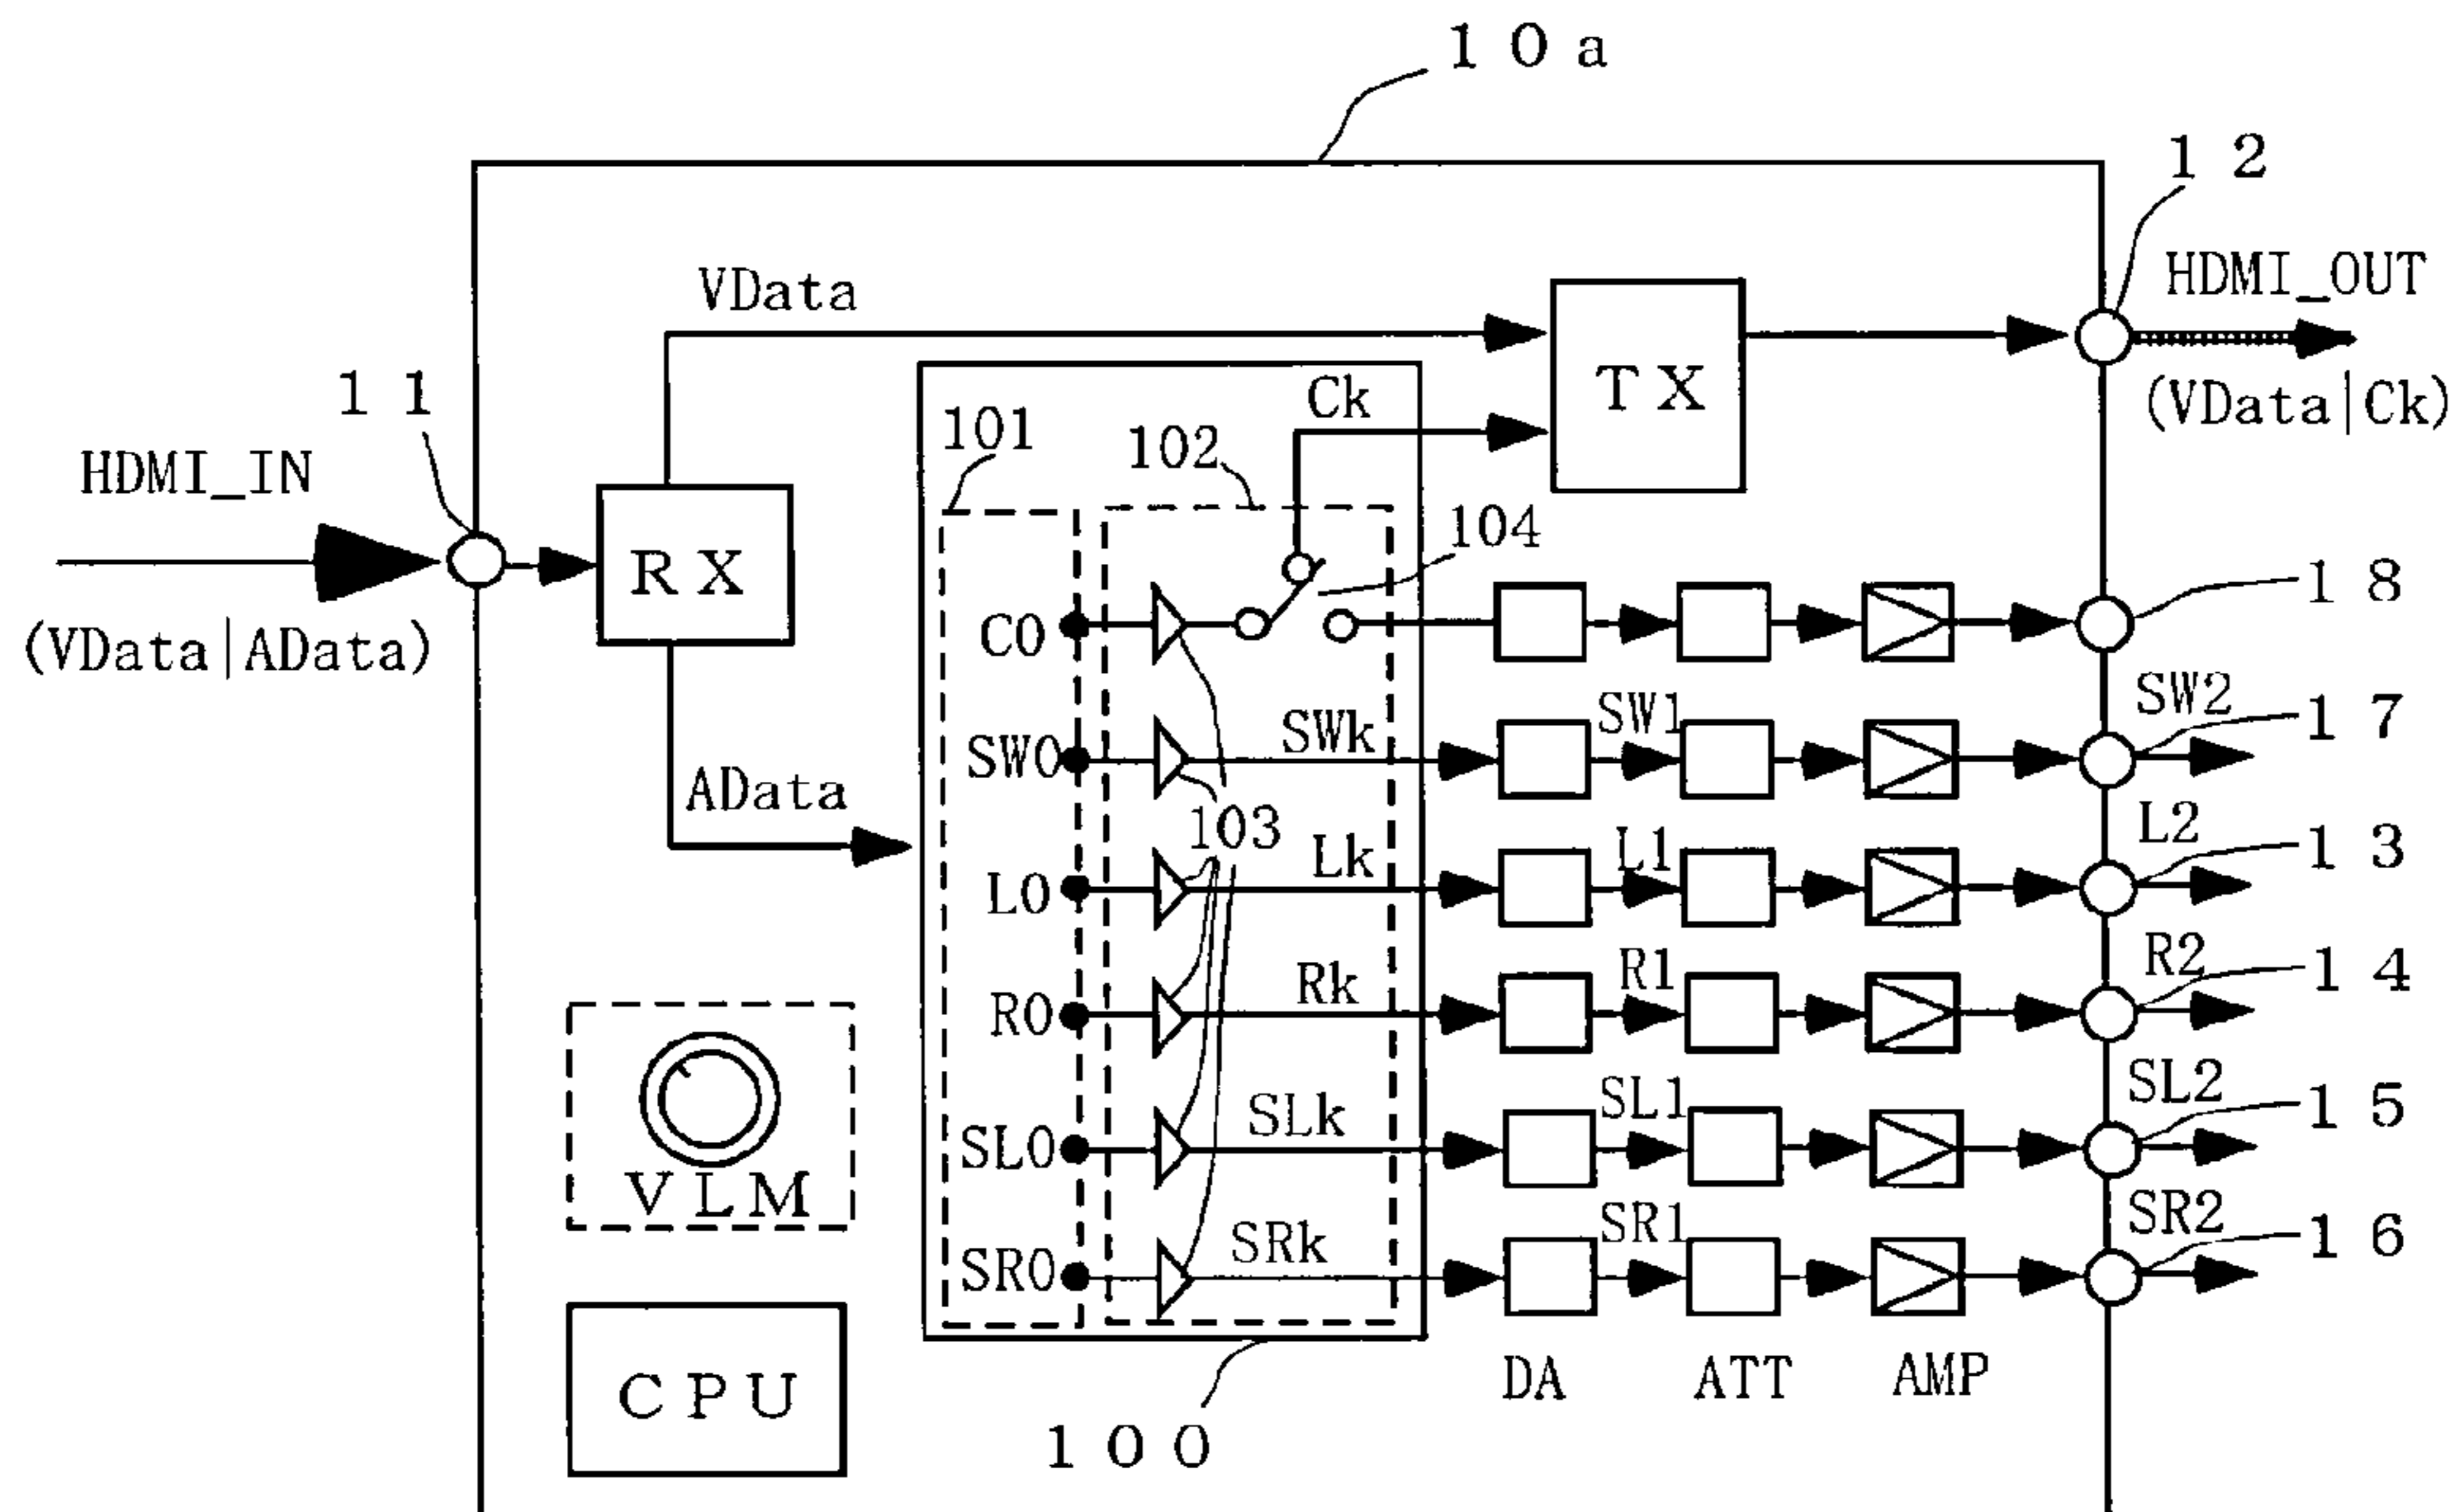 10a
12
VData
HDMI_OUT
TX
Ck
(VData|Ck)
11
101
102
HDMI_IN
RX
104
18
(VData|AData)
C0
SW0
SWk
SW1
SW2
17
AData
103
L0
Lk
L1
L2
13
R0
Rk
R1
R2
14
SL0
SLk
SL1
SL2
15
VLM
SR0
SRk
SR1
SR2
16
CPU
DA
ATT
AMP
100